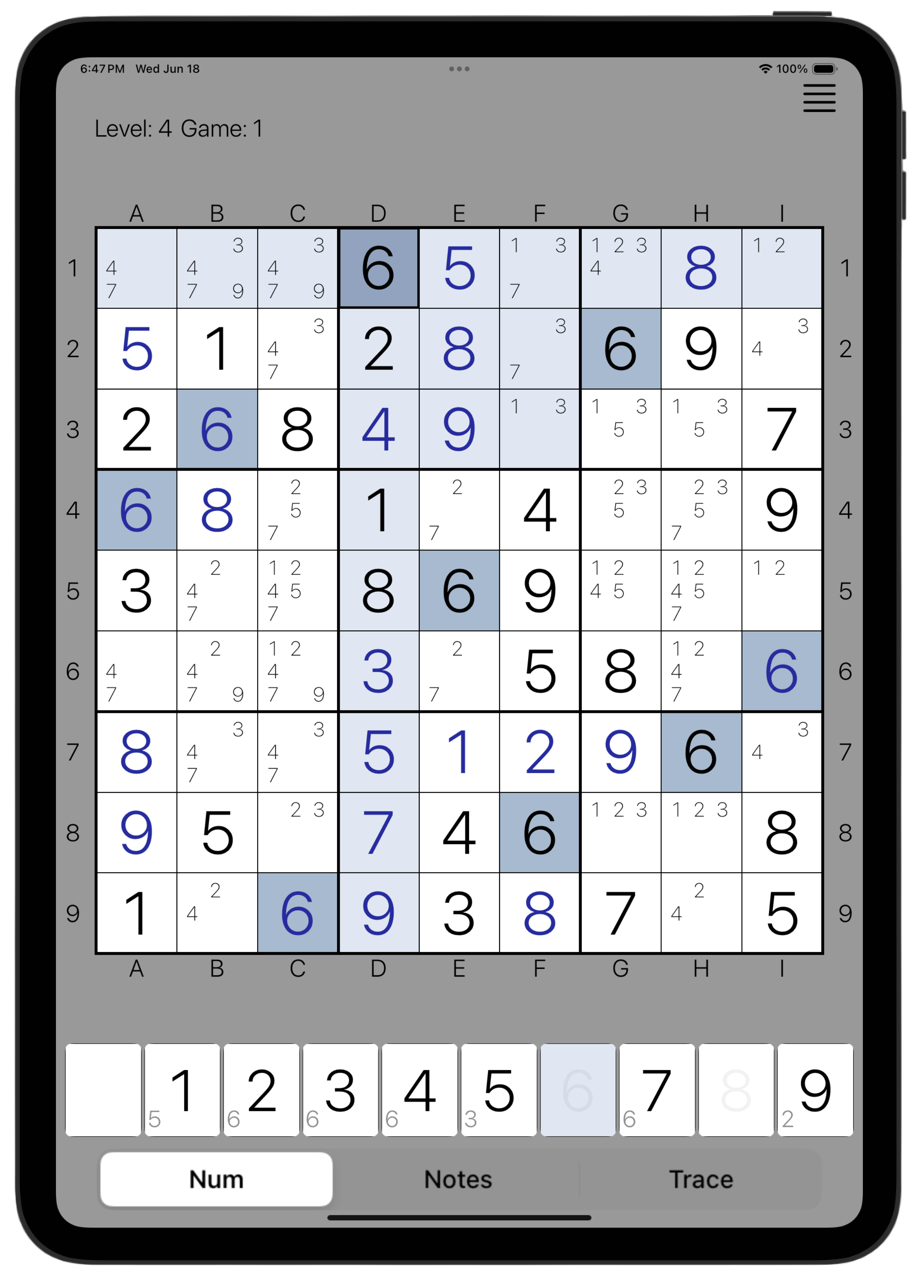 6:47 PM Wed Jun 18 100%
Level: 4 Game: 1
A B C D E F G H I
1 4 7 3 4 7 9 3 4 7 9 6 5 1 3 7 1 2 3 4 8 1 2 1
2 5 1 3 4 7 2 8 3 7 6 9 3 4 2
3 2 6 8 4 9 1 3 1 3 5 1 3 5 7 3
4 6 8 2 5 7 1 2 7 4 2 3 5 2 3 5 7 9 4
5 3 2 4 7 1 2 4 5 7 8 6 9 1 2 4 5 1 2 4 5 7 1 2 5
6 4 7 2 4 7 9 1 2 4 7 9 3 2 7 5 8 1 2 4 7 6 6
7 8 3 4 7 3 4 7 5 1 2 9 6 3 4 7
8 9 5 2 3 7 4 6 1 2 3 1 2 3 8 8
9 1 2 4 6 9 3 8 7 2 4 5 9
A B C D E F G H I
1 5 2 6 3 6 4 6 5 3 6 7 6 8 9 2
Num Notes Trace